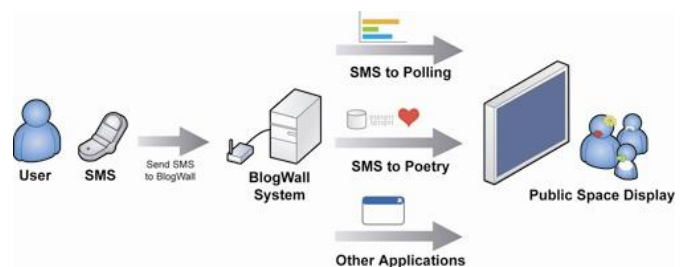 SMS to Polling
User
SMS
Send SMS
to BlogWall
BlogWall
System
SMS to Poetry
Public Space Display
Other Applications